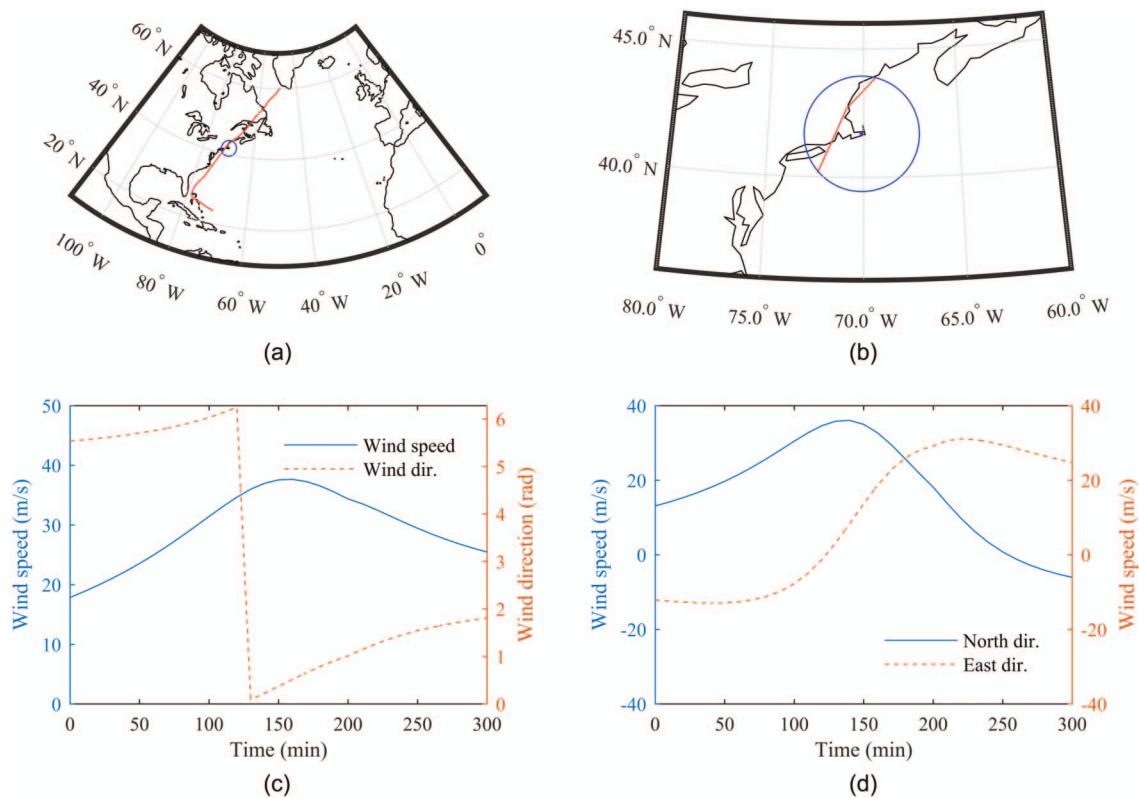 60° N
40° N
20° N
100° W
80° W
60° W
40° W
20° W
0°
(a)
45.0° N
40.0° N
80.0° W
75.0° W
70.0° W
65.0° W
60.0° W
(b)
50
40
30
20
10
0
Wind speed (m/s)
6
5
4
3
2
1
0
Wind direction (rad)
Wind speed
Wind dir.
0 50 100 150 200 250 300
Time (min)
(c)
40
20
0
-20
-40
Wind speed (m/s)
40
20
0
-20
-40
Wind speed (m/s)
North dir.
East dir.
0 50 100 150 200 250 300
Time (min)
(d)